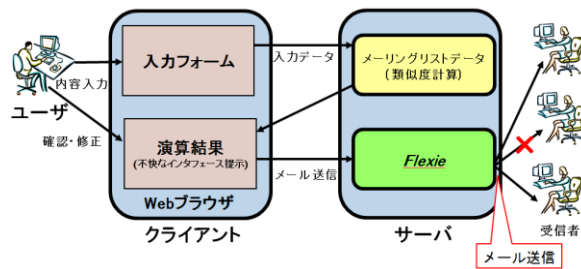 入力フォーム
入力データ
メーリングリストデータ
(類似度計算)
内容入力
ユーザ
確認・修正
演算結果
(不快なインタフェース提示)
メール送信
Flexie
Webブラウザ
クライアント
サーバ
受信者
メール送信